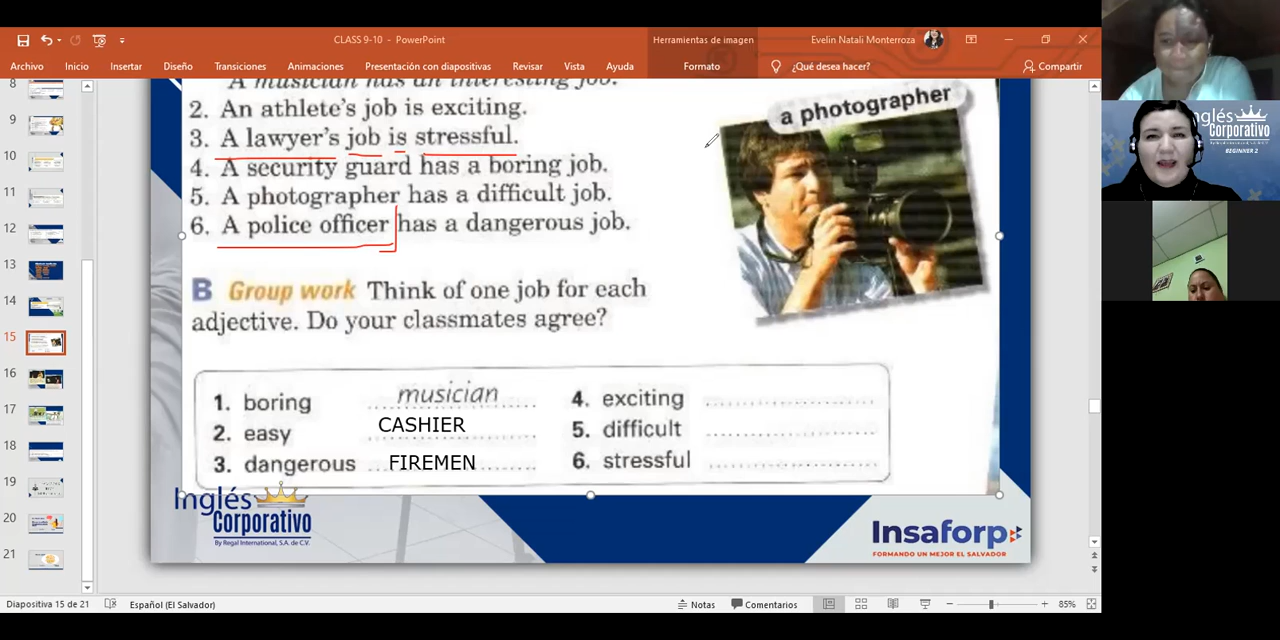 CLASS 9-10 - PowerPoint
Herramientas de imagen
Evelin Natali Monterroza
Archivo
Inicio
Insertar
Diseño
Transiciones
Animaciones
Presentación con diapositivas
Revisar
Vista
Ayuda
Formato
¿Qué desea hacer?
Compartir
8
9
10
11
12
13
14
15
16
17
18
19
20
21
A musician has an interesting job.
2. An athlete's job is exciting.
3. A lawyer's job is stressful.
4. A security guard has a boring job.
5. A photographer has a difficult job.
6. A police officer has a dangerous job.
a photographer
B Group work Think of one job for each
adjective. Do your classmates agree?
1. boring musician
2. easy CASHIER
3. dangerous FIREMEN
4. exciting
5. difficult
6. stressful
Inglés
Corporativo
By Regal International, S.A. de C.V.
Insaforp
FORMANDO UN MEJOR EL SALVADOR
nglés
Corporativo
BEGINNER 2
Diapositiva 15 de 21
Español (El Salvador)
Notas
Comentarios
85%